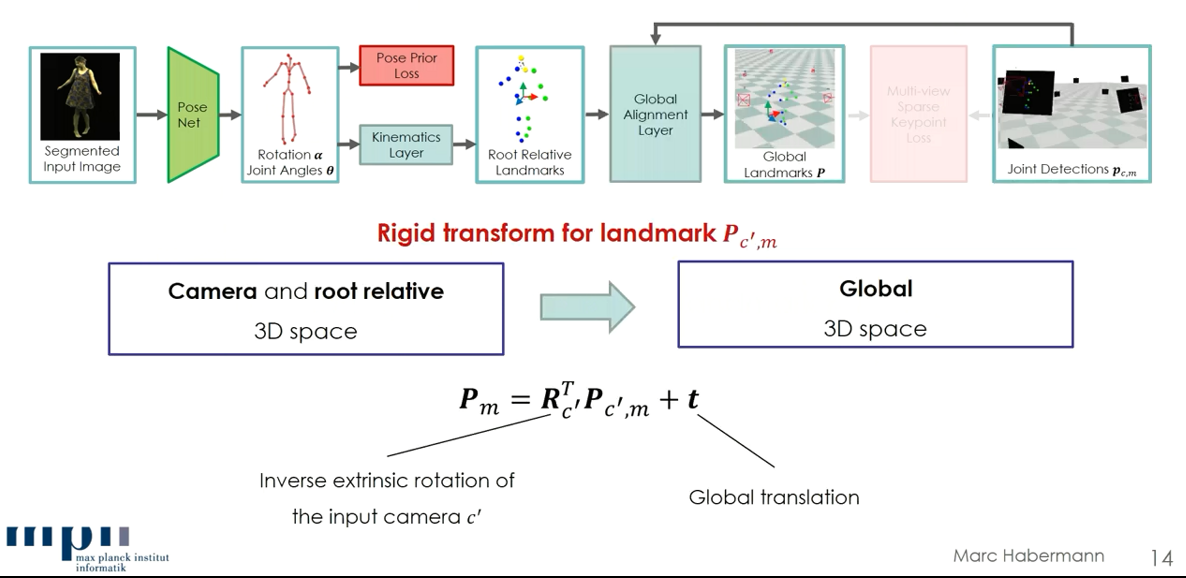 Segmented
Input Image
Pose
Net
Rotation α
Joint Angles θ
Pose Prior
Loss
Kinematics
Layer
Root Relative
Landmarks
Global
Alignment
Layer
Global
Landmarks P
Multi-view
Sparse
Keypoint
Loss
Joint Detections p_{c,m}
Rigid transform for landmark P_{c',m}
Camera and root relative
3D space
Global
3D space
P_m = R_{c'}^T P_{c',m} + t
Inverse extrinsic rotation of
the input camera c'
Global translation
mpii
max planck institut
informatik
Marc Habermann
14